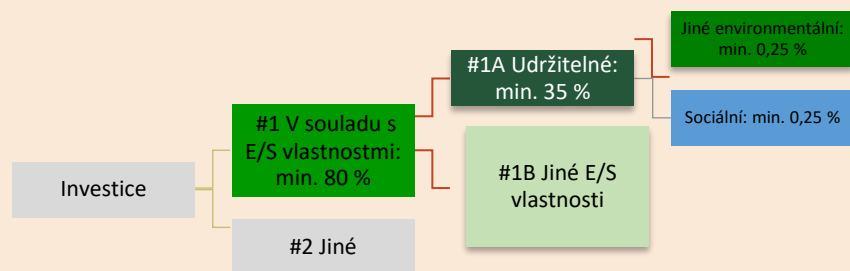 Investice
#1 V souladu s
E/S vlastnostmi:
min. 80 %
#2 Jiné
#1A Udržitelné:
min. 35 %
#1B Jiné E/S
vlastnosti
Jiné environmentální:
min. 0,25 %
Sociální: min. 0,25 %